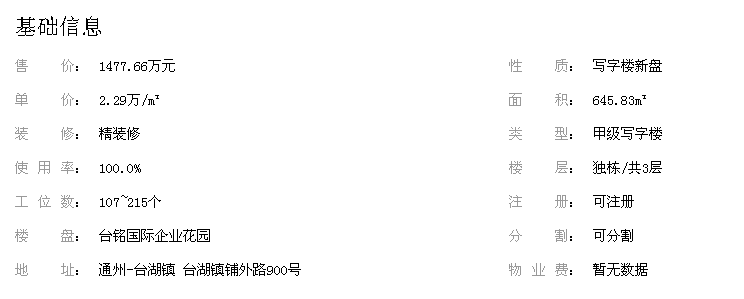 基础信息
售价： 1477.66万元 性质： 写字楼新盘
单价： 2.29万/㎡ 面积： 645.83㎡
装修： 精装修 类型： 甲级写字楼
使用率： 100.0% 楼层： 独栋/共3层
工位数： 107~215个 注册： 可注册
楼盘： 台铭国际企业花园 分割： 可分割
地址： 通州-台湖镇 台湖镇铺外路900号 物业费： 暂无数据